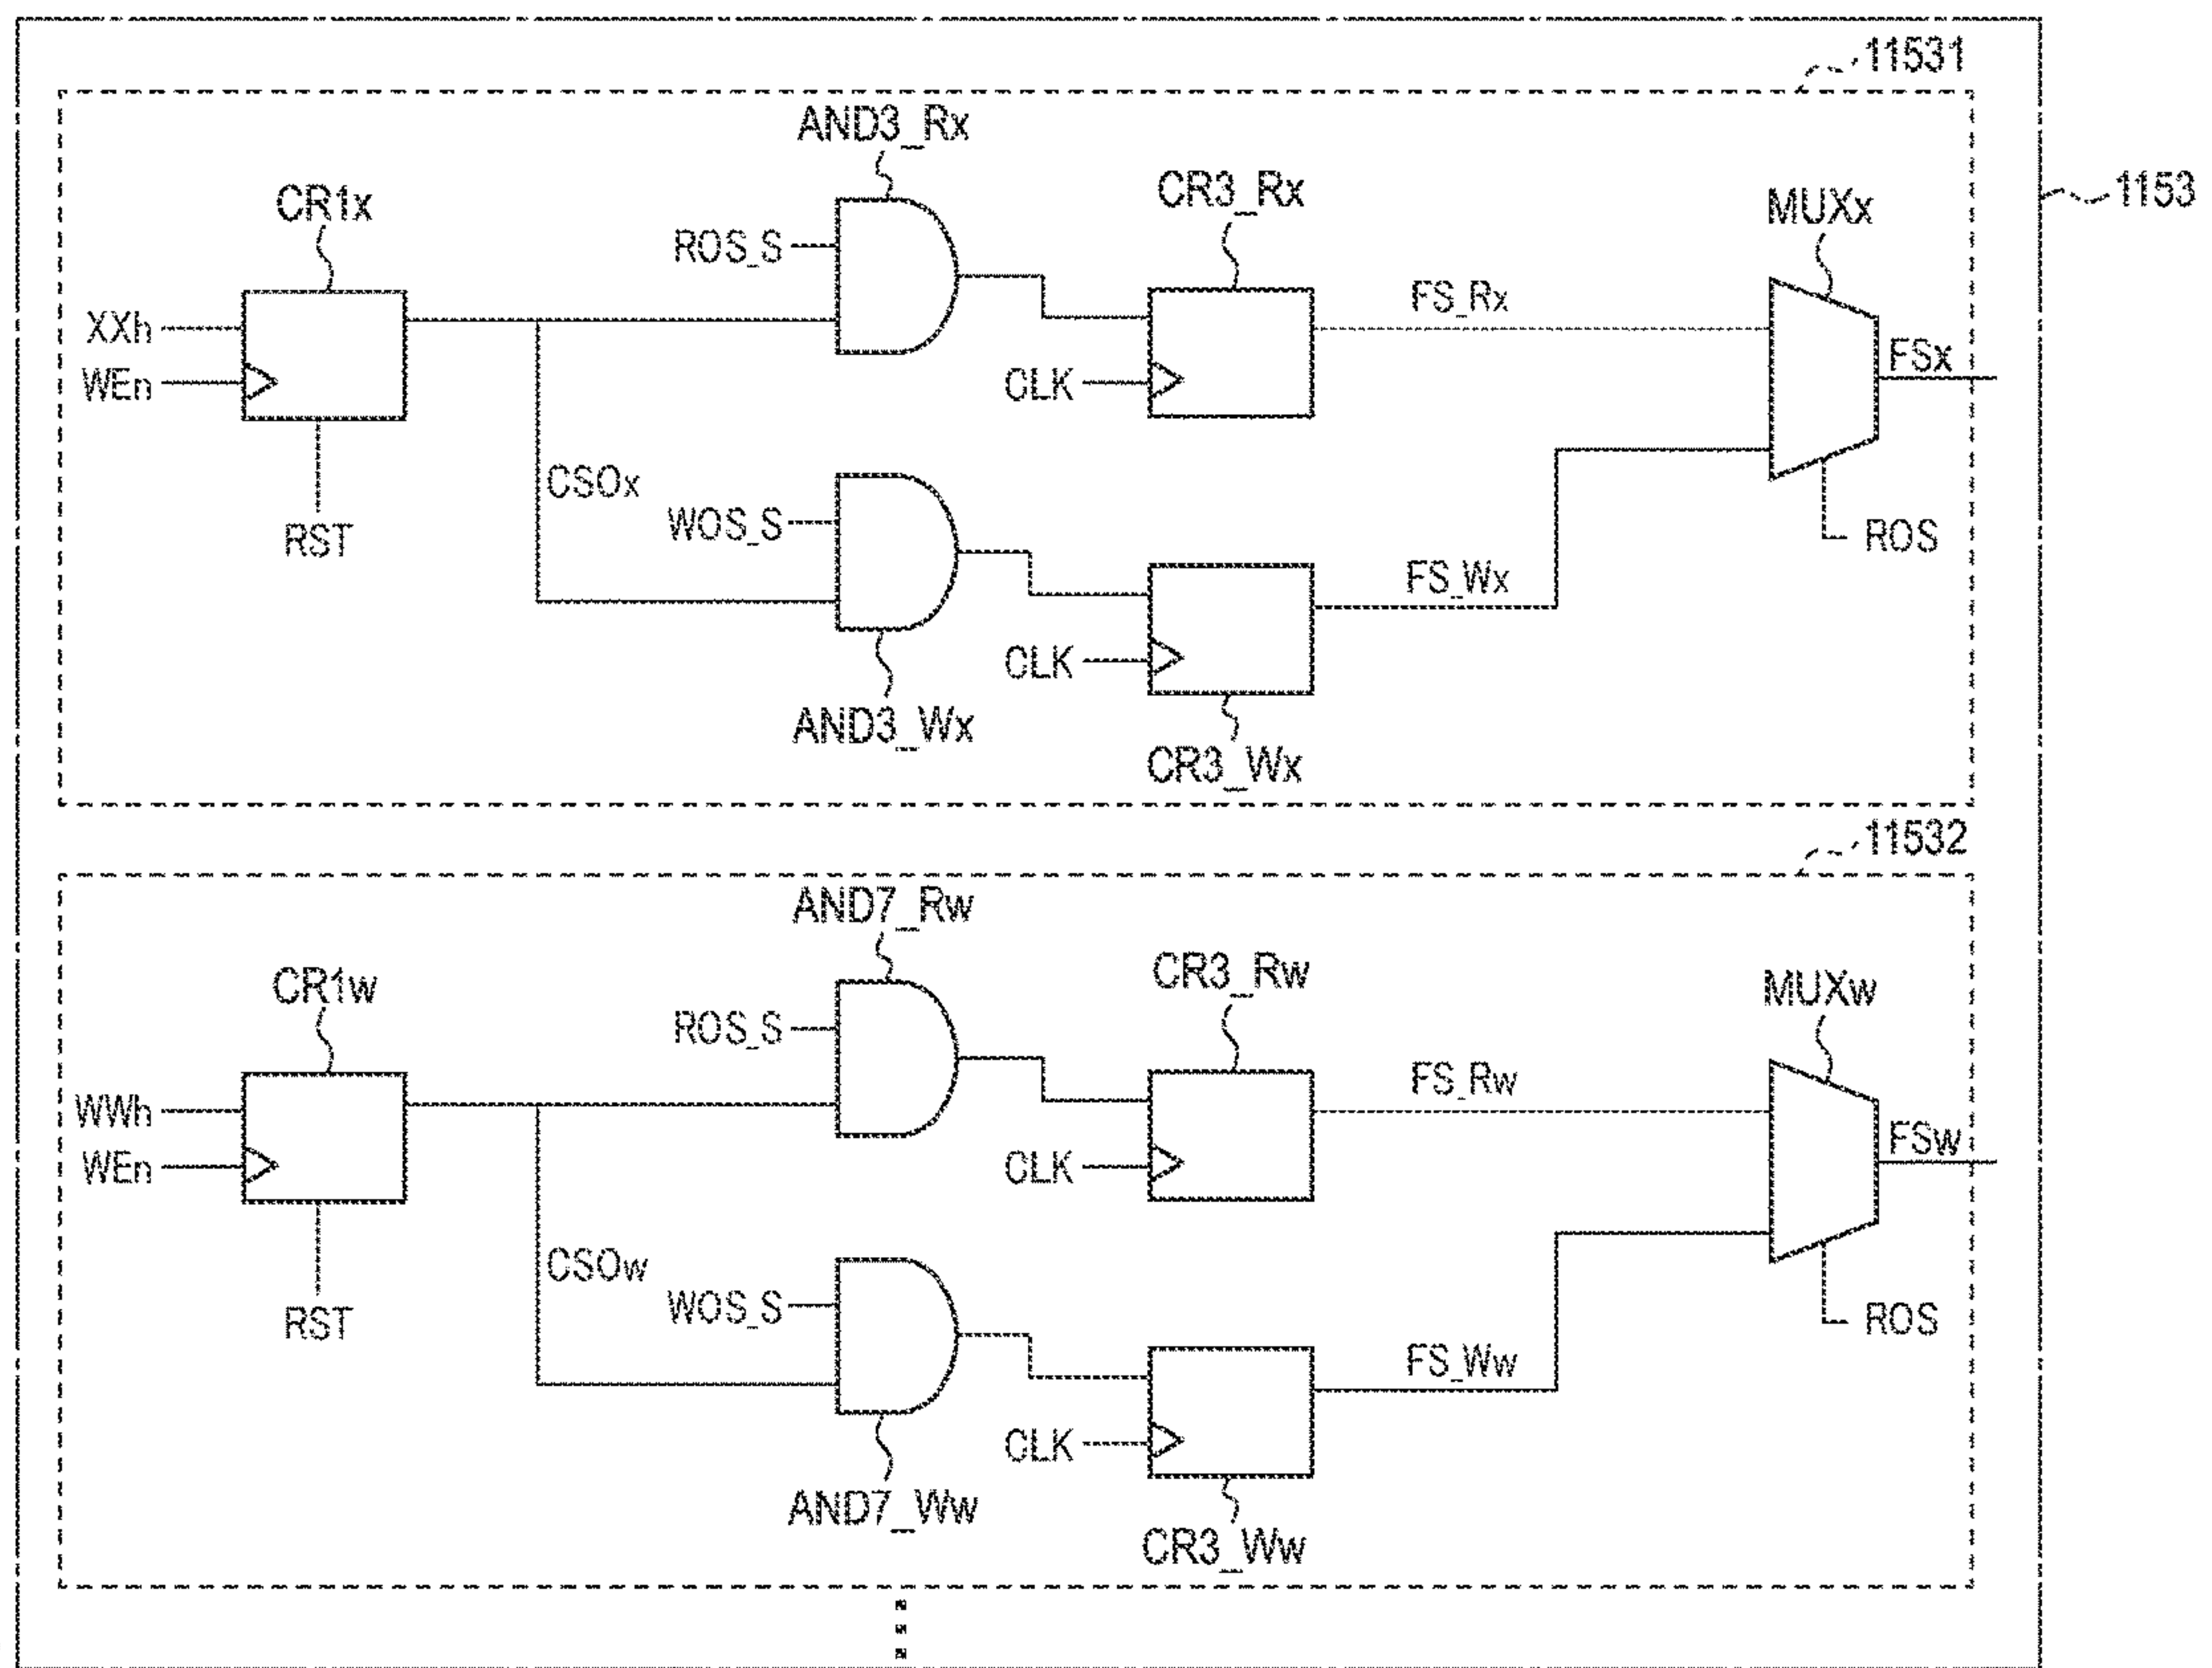 11531
AND3_Rx
CR1x
CR3_Rx
MUXx
1153
ROS_S
XXh
FS_Rx
WEn
CLK
FSx
CSOx
WOS_S
RST
ROS
FS_Wx
CLK
AND3_Wx
CR3_Wx
11532
AND7_Rw
CR1w
CR3_Rw
MUXw
ROS_S
WWh
FS_Rw
WEn
CLK
FSw
CSOw
WOS_S
RST
ROS
FS_Ww
CLK
AND7_Ww
CR3_Ww